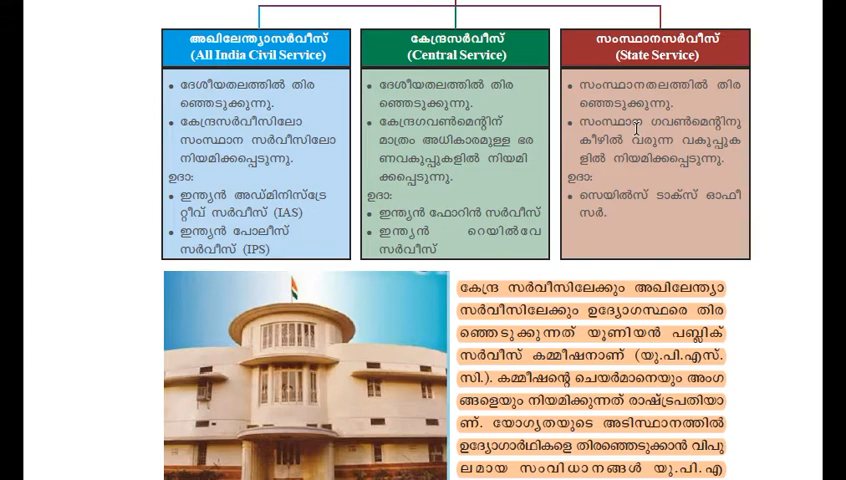 അഖിലേന്ത്യാസർവീസ്
(All India Civil Service)
• ദേശീയതലത്തിൽ തിര
ഞ്ഞെടുക്കുന്നു.
• കേന്ദ്രസർവീസിലോ
സംസ്ഥാന സർവീസിലോ
നിയമിക്കപ്പെടുന്നു.
ഉദാ:
• ഇന്ത്യൻ അഡ്മിനിസ്ട്രേ
റ്റീവ് സർവീസ് (IAS)
• ഇന്ത്യൻ പോലീസ്
സർവീസ് (IPS)
കേന്ദ്രസർവീസ്
(Central Service)
• ദേശീയതലത്തിൽ തിര
ഞ്ഞെടുക്കുന്നു.
• കേന്ദ്രഗവൺമെന്റിന്
മാത്രം അധികാരമുള്ള ഭര
ണവകുപ്പുകളിൽ നിയമി
ക്കപ്പെടുന്നു.
ഉദാ:
• ഇന്ത്യൻ ഫോറിൻ സർവീസ്
• ഇന്ത്യൻ റെയിൽവേ
സർവീസ്
സംസ്ഥാനസർവീസ്
(State Service)
• സംസ്ഥാനതലത്തിൽ തിര
ഞ്ഞെടുക്കുന്നു.
• സംസ്ഥാന ഗവൺമെന്റിനു
കീഴിൽ വരുന്ന വകുപ്പുക
ളിൽ നിയമിക്കപ്പെടുന്നു.
ഉദാ:
• സെയിൽസ് ടാക്സ് ഓഫീ
സർ.
കേന്ദ്ര സർവീസിലേക്കും അഖിലേന്ത്യാ
സർവീസിലേക്കും ഉദ്യോഗസ്ഥരെ തിര
ഞ്ഞെടുക്കുന്നത് യൂണിയൻ പബ്ലിക്
സർവീസ് കമ്മീഷനാണ് (യു.പി.എസ്.
സി.). കമ്മീഷന്റെ ചെയർമാനെയും അംഗ
ങ്ങളെയും നിയമിക്കുന്നത് രാഷ്ട്രപതിയാ
ണ്. യോഗ്യതയുടെ അടിസ്ഥാനത്തിൽ
ഉദ്യോഗാർഥികളെ തിരഞ്ഞെടുക്കാൻ വിപു
ലമായ സംവിധാനങ്ങൾ യു.പി.എ